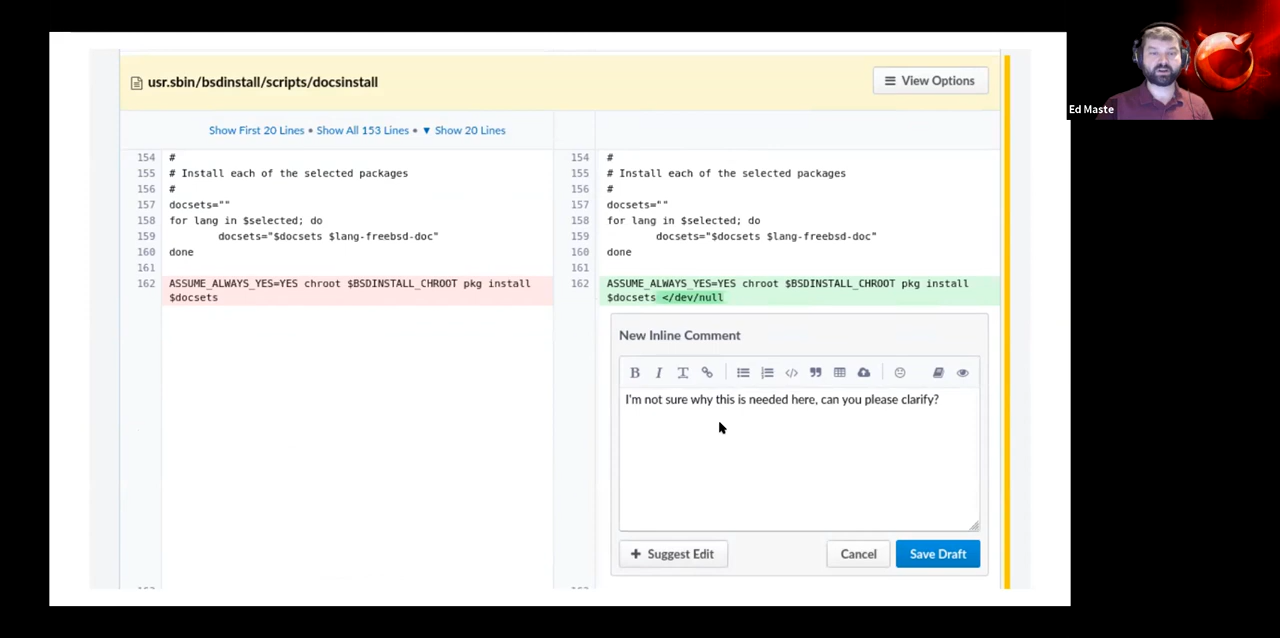 usr.sbin/bsdinstall/scripts/docsinstall
View Options
Ed Maste
Show First 20 Lines • Show All 153 Lines • ▼ Show 20 Lines
154 #
155 # Install each of the selected packages
156 #
157 docsets=""
158 for lang in $selected; do
159 docsets="$docsets $lang-freebsd-doc"
160 done
161
162 ASSUME_ALWAYS_YES=YES chroot $BSDINSTALL_CHROOT pkg install
$docsets
154 #
155 # Install each of the selected packages
156 #
157 docsets=""
158 for lang in $selected; do
159 docsets="$docsets $lang-freebsd-doc"
160 done
161
162 ASSUME_ALWAYS_YES=YES chroot $BSDINSTALL_CHROOT pkg install
$docsets </dev/null
New Inline Comment
B I T
I'm not sure why this is needed here, can you please clarify?
+ Suggest Edit
Cancel
Save Draft